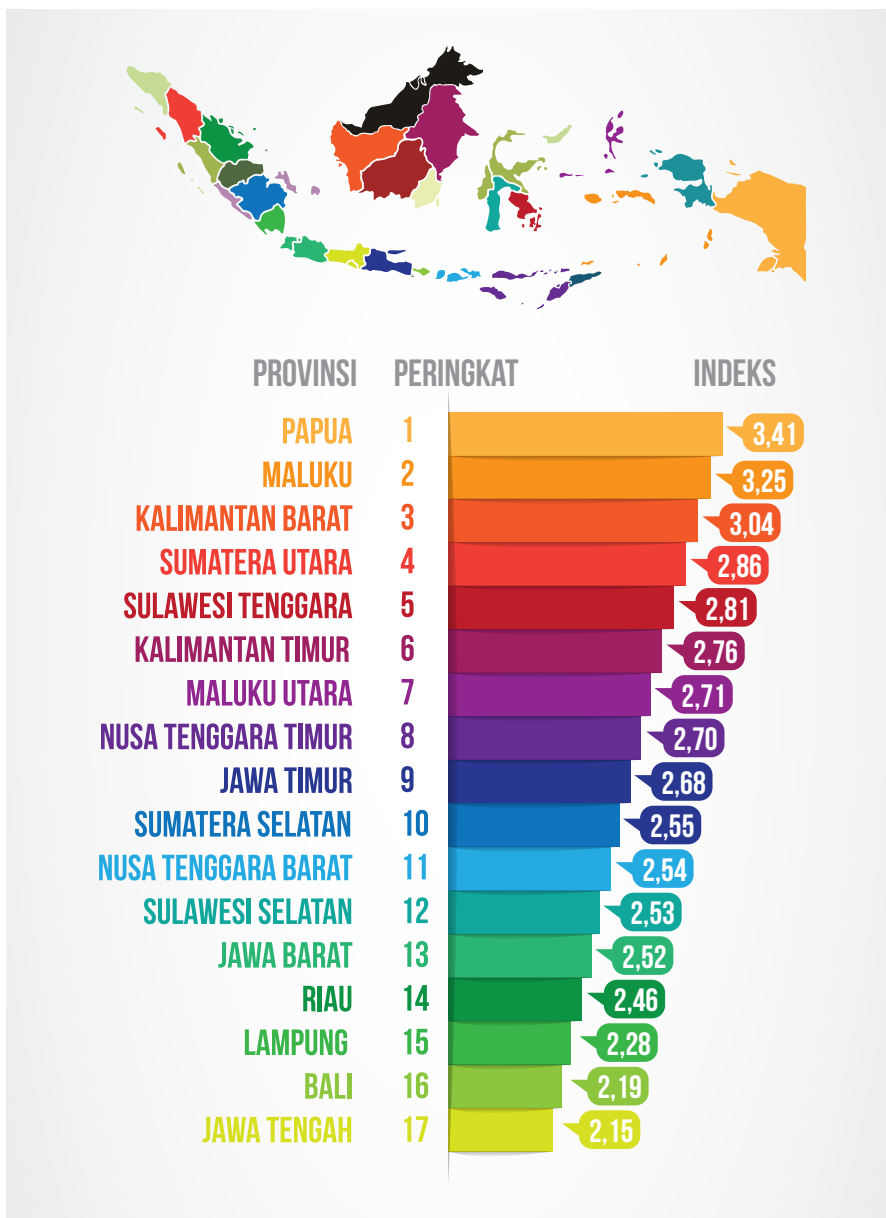 PROVINSI PERINGKAT INDEKS
PAPUA 1 3,41
MALUKU 2 3,25
KALIMANTAN BARAT 3 3,04
SUMATERA UTARA 4 2,86
SULAWESI TENGGARA 5 2,81
KALIMANTAN TIMUR 6 2,76
MALUKU UTARA 7 2,71
NUSA TENGGARA TIMUR 8 2,70
JAWA TIMUR 9 2,68
SUMATERA SELATAN 10 2,55
NUSA TENGGARA BARAT 11 2,54
SULAWESI SELATAN 12 2,53
JAWA BARAT 13 2,52
RIAU 14 2,46
LAMPUNG 15 2,28
BALI 16 2,19
JAWA TENGAH 17 2,15